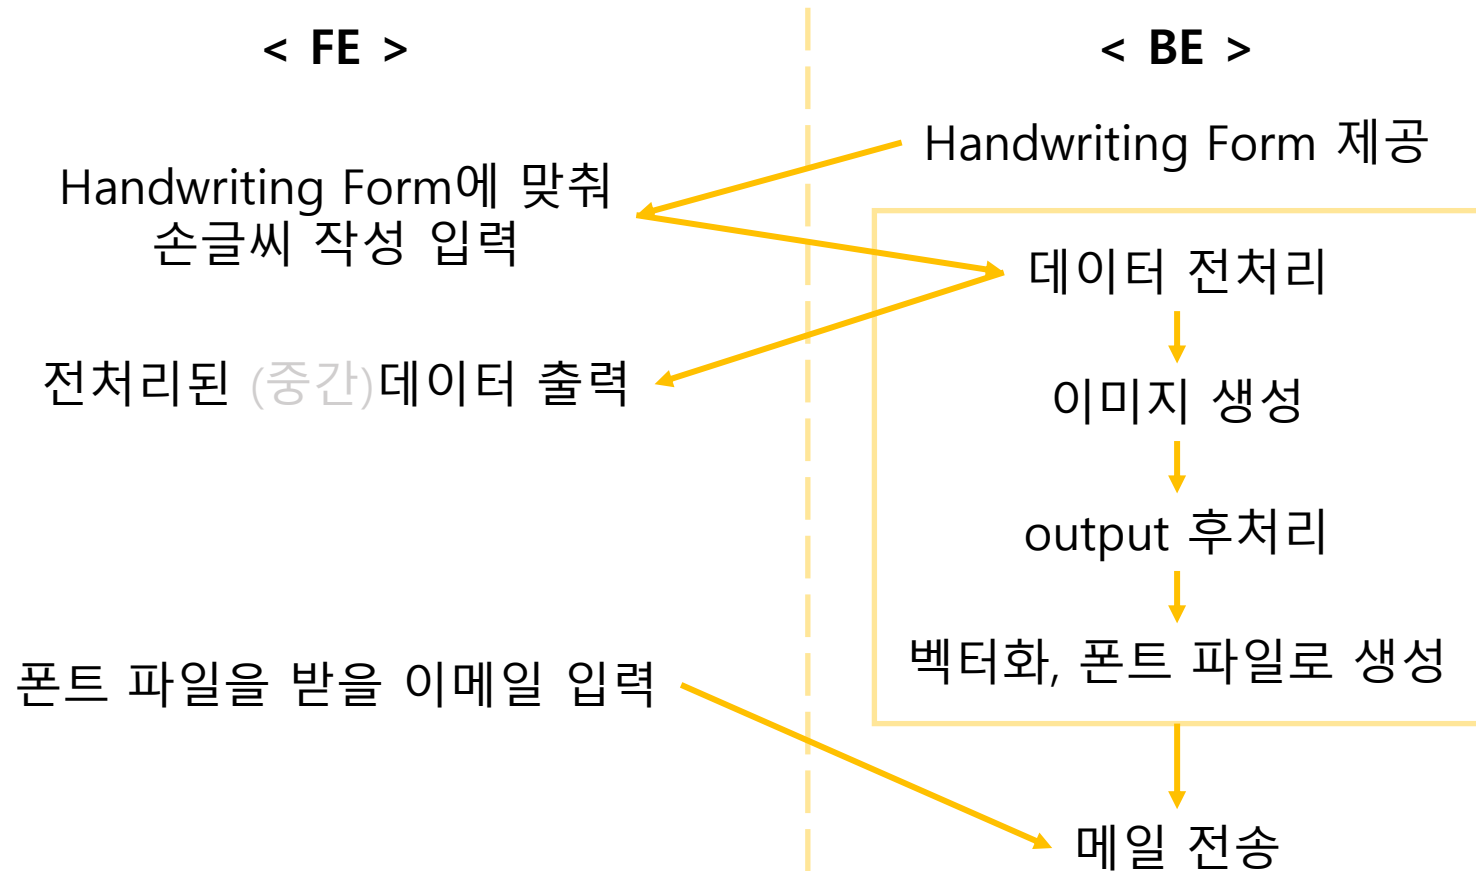 < FE >
Handwriting Form에 맞춰
손글씨 작성 입력
전처리된 (중간)데이터 출력
폰트 파일을 받을 이메일 입력
< BE >
Handwriting Form 제공
데이터 전처리
이미지 생성
output 후처리
벡터화, 폰트 파일로 생성
메일 전송